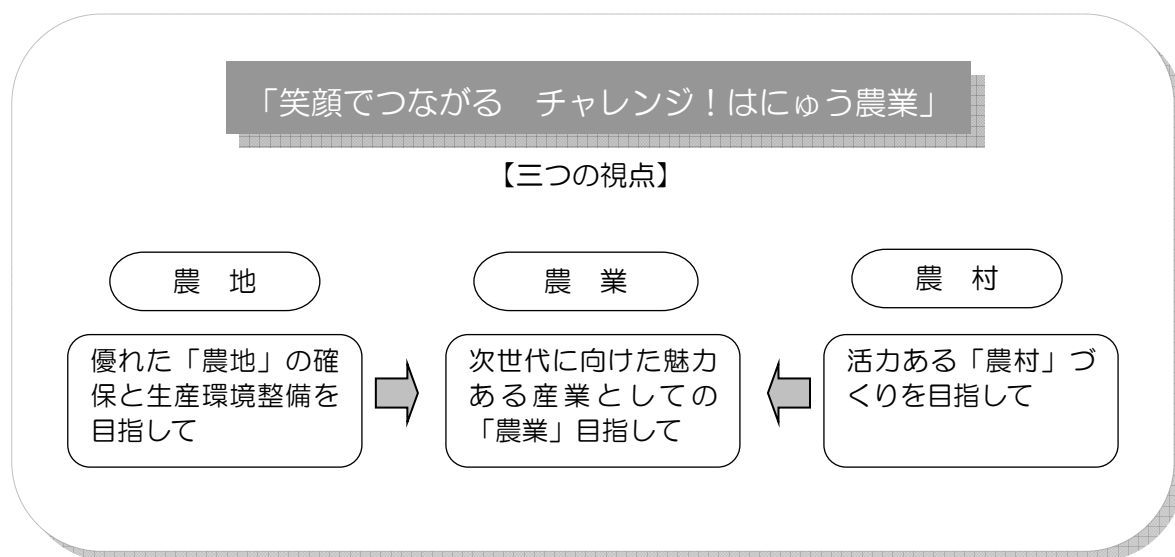 「笑顔でつながる　チャレンジ！はにゅう農業」
【三つの視点】
農　地
優れた「農地」の確
保と生産環境整備を
目指して
農　業
次世代に向けた魅力
ある産業としての
「農業」目指して
農　村
活力ある「農村」づ
くりを目指して